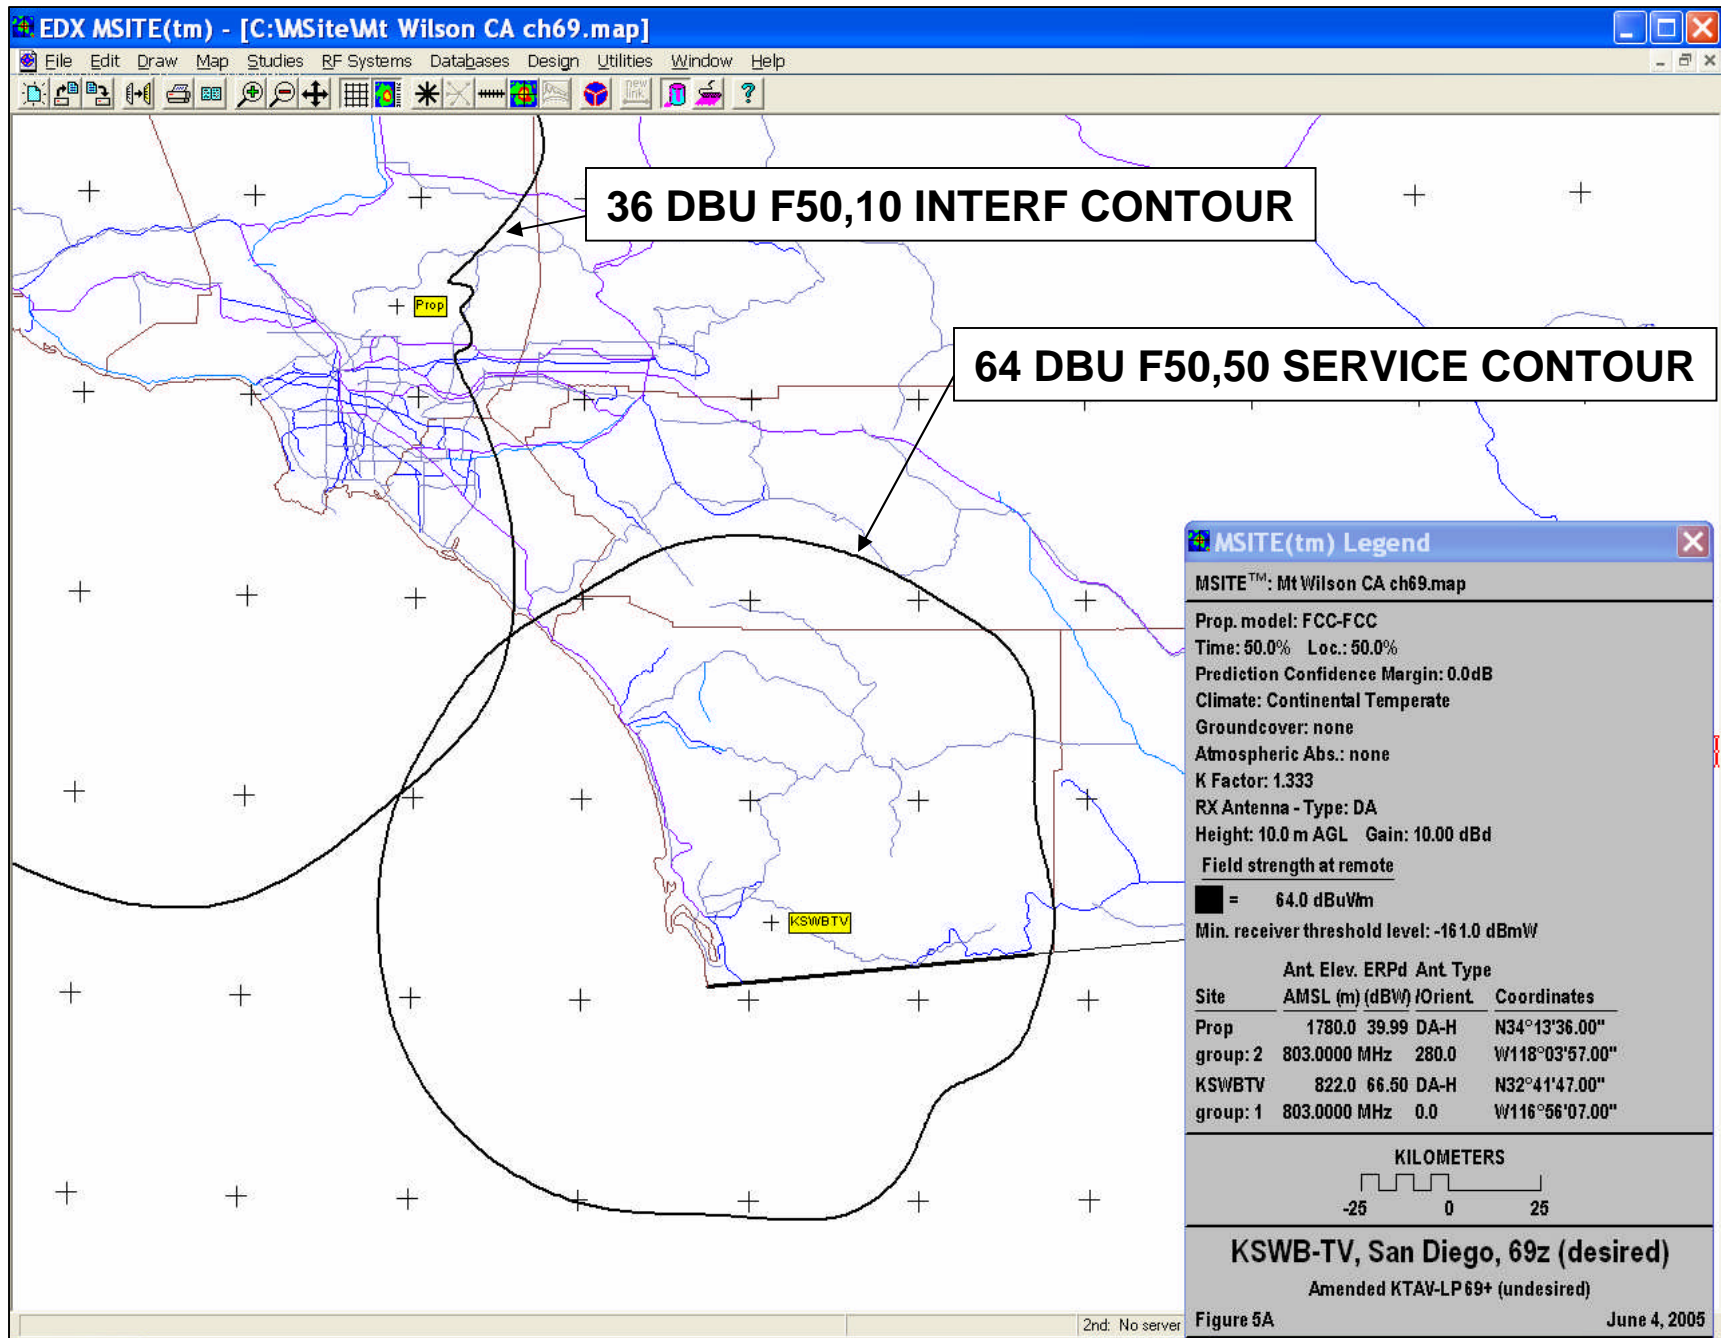 EDX MSITE(tm) - [C:\MSite\Mt Wilson CA ch69.map]
File Edit Draw Map Studies RF Systems Databases Design Utilities Window Help
new link
36 DBU F50,10 INTERF CONTOUR
Prop
64 DBU F50,50 SERVICE CONTOUR
KSWBTV
MSITE(tm) Legend
MSITE™: Mt Wilson CA ch69.map
Prop. model: FCC-FCC
Time: 50.0% Loc.: 50.0%
Prediction Confidence Margin: 0.0dB
Climate: Continental Temperate
Groundcover: none
Atmospheric Abs.: none
K Factor: 1.333
RX Antenna - Type: DA
Height: 10.0 m AGL Gain: 10.00 dBd
Field strength at remote
= 64.0 dBuV/m
Min. receiver threshold level: -161.0 dBmW
Ant. Elev. ERPd Ant. Type
Site AMSL (m) (dBW) /Orient. Coordinates
Prop 1780.0 39.99 DA-H N34°13'36.00"
group: 2 803.0000 MHz 280.0 W118°03'57.00"
KSWBTV 822.0 66.50 DA-H N32°41'47.00"
group: 1 803.0000 MHz 0.0 W116°56'07.00"
KILOMETERS
-25 0 25
KSWB-TV, San Diego, 69z (desired)
Amended KTAV-LP 69+ (undesired)
Figure 5A June 4, 2005
2nd: No server